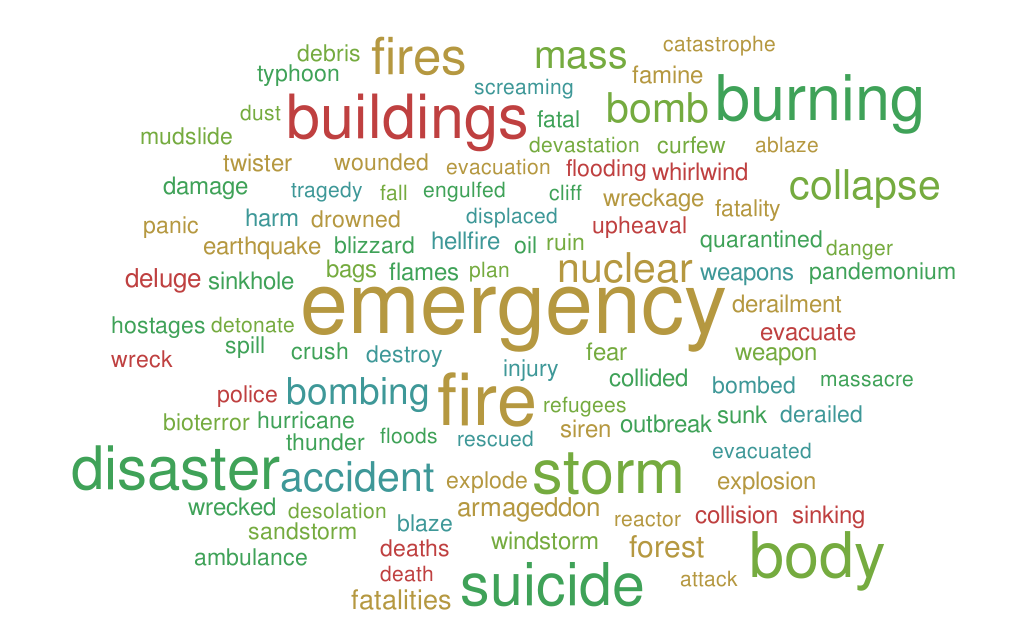 catastrophe
debris fires mass
typhoon screaming famine
dust buildings fatal bomb burning
mudslide devastation curfew ablaze
twister wounded evacuation flooding whirlwind
damage tragedy fall engulfed cliff wreckage collapse
panic harm drowned displaced upheaval fatality
earthquake blizzard hellfire oil ruin quarantined danger
deluge sinkhole bags flames plan nuclear weapons pandemonium
emergency derailment
hostages detonate evacuate
wreck spill crush destroy fear weapon
injury collided bombed massacre
police bombing fire refugees
bioterror hurricane siren outbreak sunk derailed
thunder floods rescued evacuated
disaster accident explode storm explosion
wrecked desolation armageddon reactor collision sinking
sandstorm blaze
ambulance deaths windstorm forest body
death suicide attack
fatalities